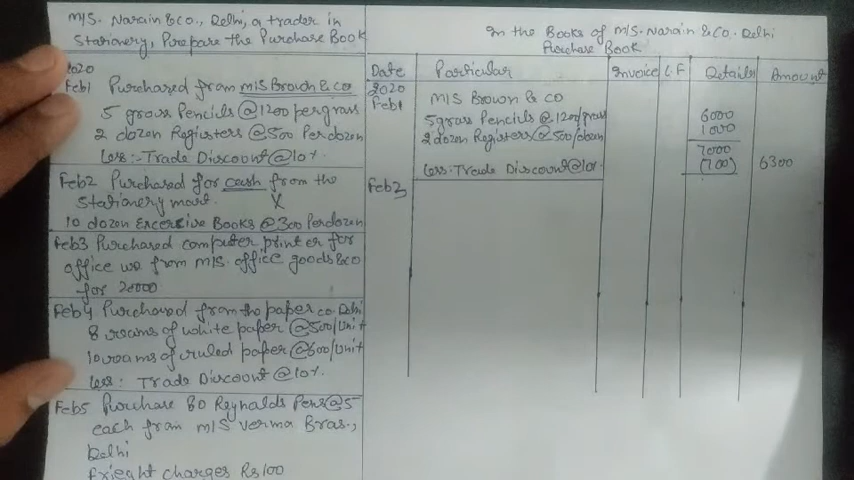 M/S. Narain & Co., Delhi, a trader in
Stationery, Prepare the Purchase Book
2020
Feb1 Purchased from M/S Brown & Co
5 gross Pencils @ 1200 per gross
2 dozen Registers @ 500 Per dozen
Less:- Trade Discount @ 10%
Feb2 Purchased for cash from the
stationery mart. X
10 dozen Excersive Books @ 300 Per dozen
Feb3 Purchased computer printer for
office use from M/S. office goods & co
for 20000
Feb4 Purchased from the paper co. Delhi
8 reams of white paper @ 500/Unit
10 reams of ruled paper @ 600/Unit
Less: Trade Discount @ 10%
Feb5 Purchase 60 Reynalds Pens @ 5
each from M/S Verma Bros.,
Delhi
frieght charges Rs 100
In the Books of M/S. Narain & Co. Delhi
Purchase Book
Date Particular Invoice L.F Details Amount
2020
Feb1 M/S Brown & CO
5 gross Pencils @ 1200/gross 6000
2 dozen Registers @ 500/dozen 1000
7000
Less: Trade Discount @ 10% (700) 6300
Feb2